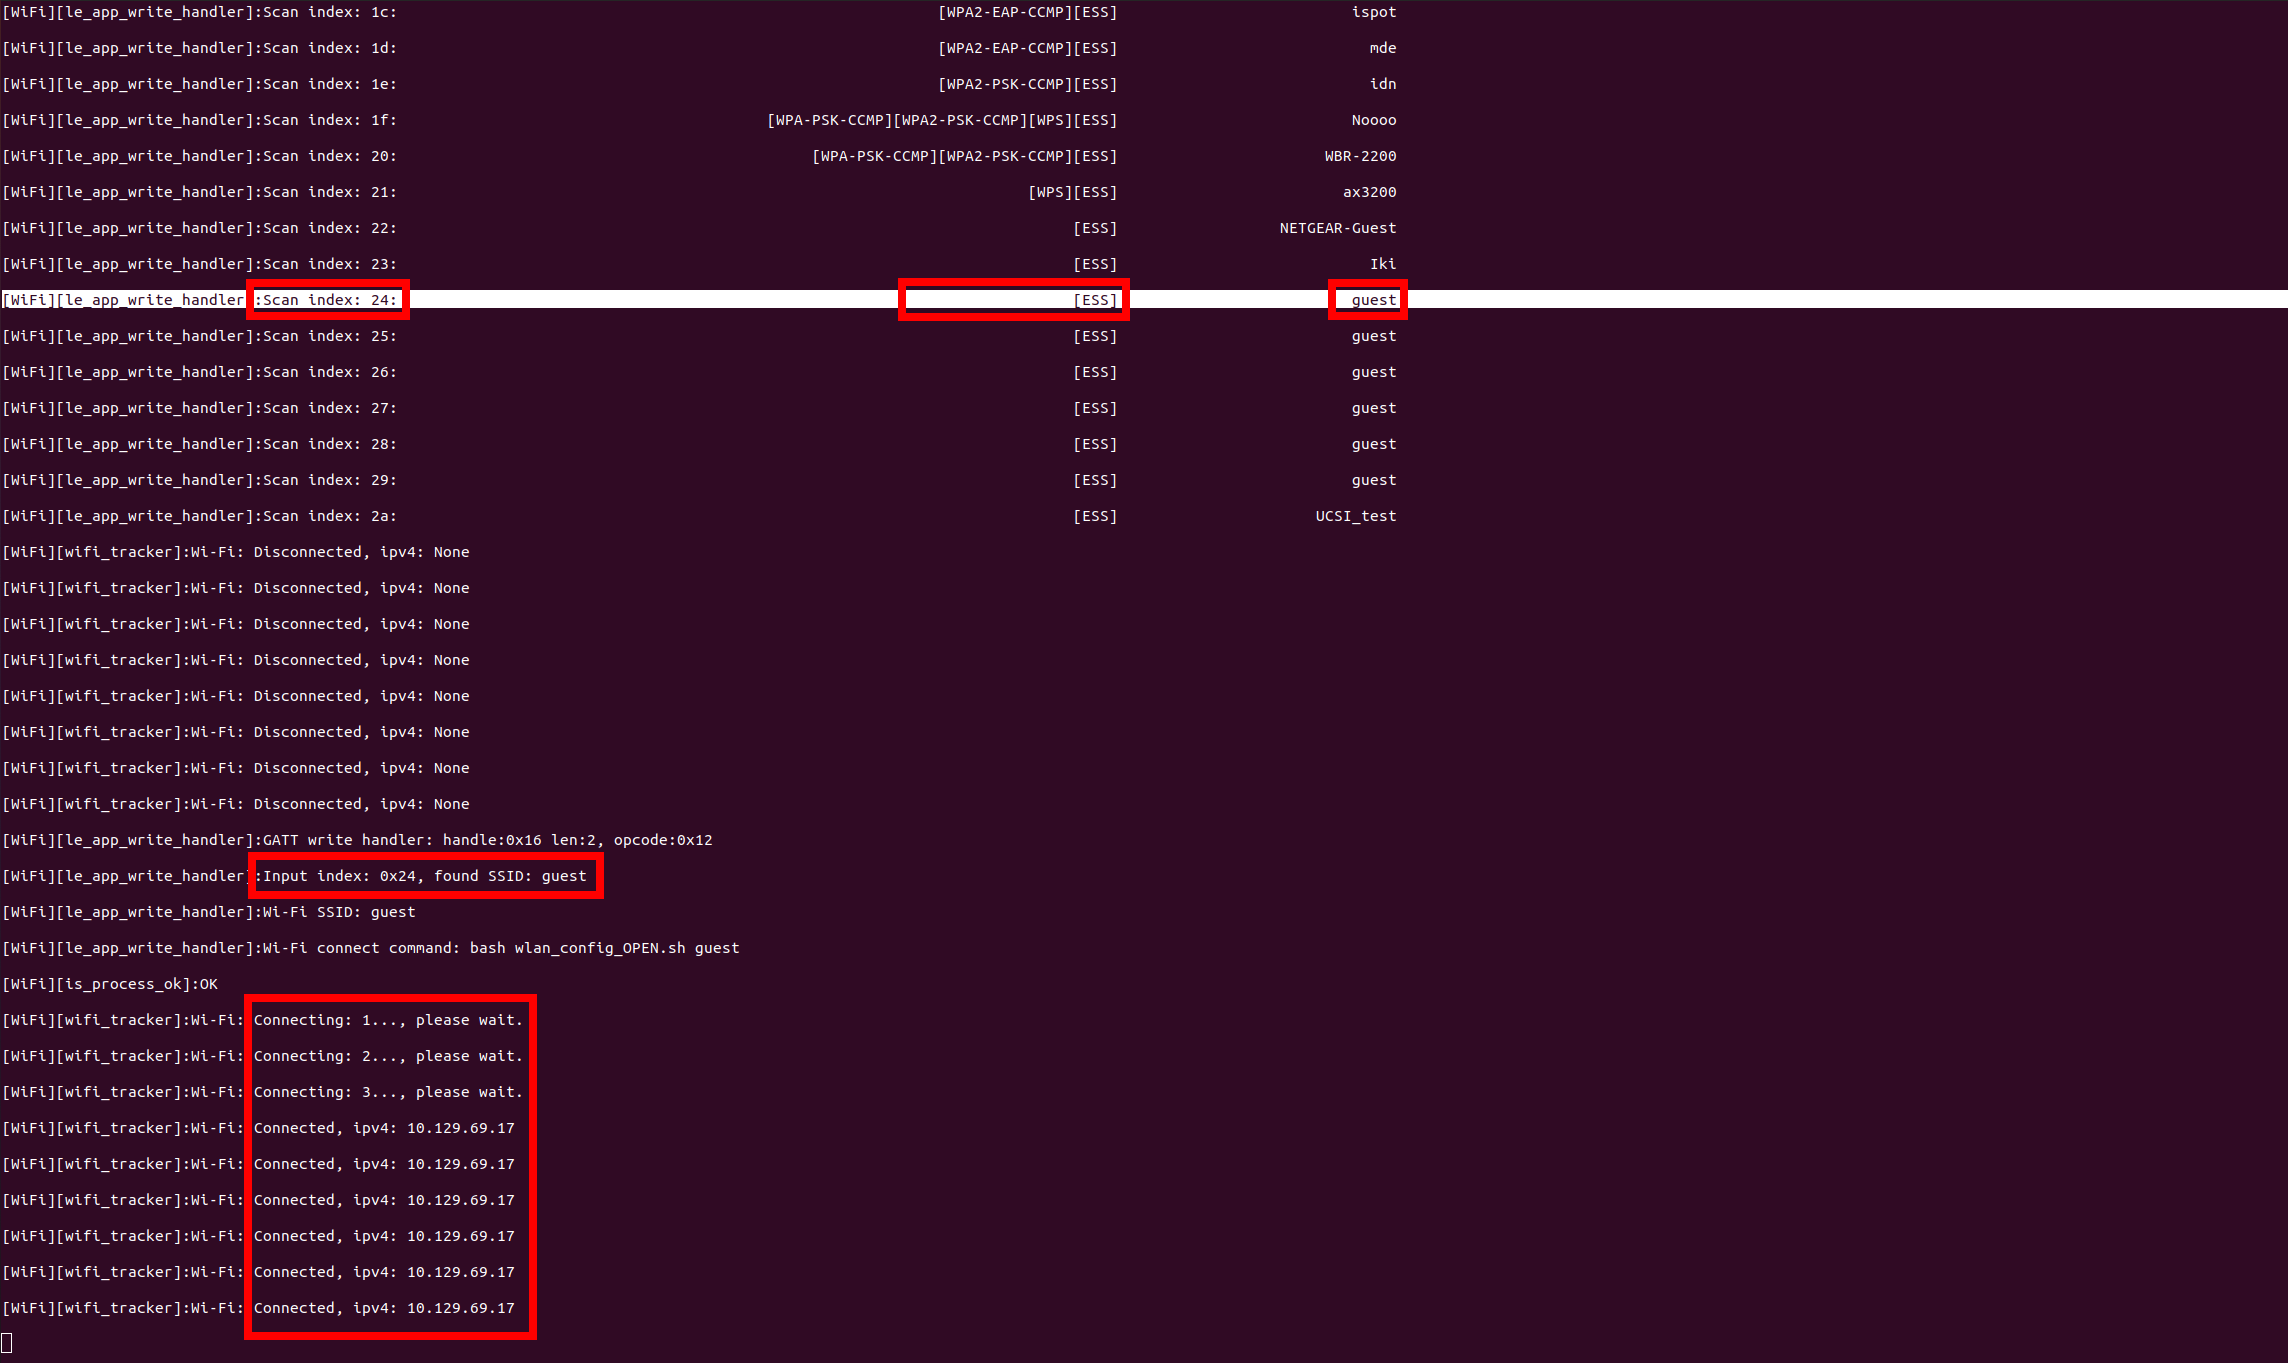 [WiFi][le_app_write_handler]:Scan index: 1c: [WPA2-EAP-CCMP][ESS] ispot
[WiFi][le_app_write_handler]:Scan index: 1d: [WPA2-EAP-CCMP][ESS] mde
[WiFi][le_app_write_handler]:Scan index: 1e: [WPA2-PSK-CCMP][ESS] idn
[WiFi][le_app_write_handler]:Scan index: 1f: [WPA-PSK-CCMP][WPA2-PSK-CCMP][WPS][ESS] Noooo
[WiFi][le_app_write_handler]:Scan index: 20: [WPA-PSK-CCMP][WPA2-PSK-CCMP][ESS] WBR-2200
[WiFi][le_app_write_handler]:Scan index: 21: [WPS][ESS] ax3200
[WiFi][le_app_write_handler]:Scan index: 22: [ESS] NETGEAR-Guest
[WiFi][le_app_write_handler]:Scan index: 23: [ESS] Iki
[WiFi][le_app_write_handler]:Scan index: 24: [ESS] guest
[WiFi][le_app_write_handler]:Scan index: 25: [ESS] guest
[WiFi][le_app_write_handler]:Scan index: 26: [ESS] guest
[WiFi][le_app_write_handler]:Scan index: 27: [ESS] guest
[WiFi][le_app_write_handler]:Scan index: 28: [ESS] guest
[WiFi][le_app_write_handler]:Scan index: 29: [ESS] guest
[WiFi][le_app_write_handler]:Scan index: 2a: [ESS] UCSI_test
[WiFi][wifi_tracker]:Wi-Fi: Disconnected, ipv4: None
[WiFi][wifi_tracker]:Wi-Fi: Disconnected, ipv4: None
[WiFi][wifi_tracker]:Wi-Fi: Disconnected, ipv4: None
[WiFi][wifi_tracker]:Wi-Fi: Disconnected, ipv4: None
[WiFi][wifi_tracker]:Wi-Fi: Disconnected, ipv4: None
[WiFi][wifi_tracker]:Wi-Fi: Disconnected, ipv4: None
[WiFi][wifi_tracker]:Wi-Fi: Disconnected, ipv4: None
[WiFi][wifi_tracker]:Wi-Fi: Disconnected, ipv4: None
[WiFi][le_app_write_handler]:GATT write handler: handle:0x16 len:2, opcode:0x12
[WiFi][le_app_write_handler]:Input index: 0x24, found SSID: guest
[WiFi][le_app_write_handler]:Wi-Fi SSID: guest
[WiFi][le_app_write_handler]:Wi-Fi connect command: bash wlan_config_OPEN.sh guest
[WiFi][is_process_ok]:OK
[WiFi][wifi_tracker]:Wi-Fi: Connecting: 1..., please wait.
[WiFi][wifi_tracker]:Wi-Fi: Connecting: 2..., please wait.
[WiFi][wifi_tracker]:Wi-Fi: Connecting: 3..., please wait.
[WiFi][wifi_tracker]:Wi-Fi: Connected, ipv4: 10.129.69.17
[WiFi][wifi_tracker]:Wi-Fi: Connected, ipv4: 10.129.69.17
[WiFi][wifi_tracker]:Wi-Fi: Connected, ipv4: 10.129.69.17
[WiFi][wifi_tracker]:Wi-Fi: Connected, ipv4: 10.129.69.17
[WiFi][wifi_tracker]:Wi-Fi: Connected, ipv4: 10.129.69.17
[WiFi][wifi_tracker]:Wi-Fi: Connected, ipv4: 10.129.69.17